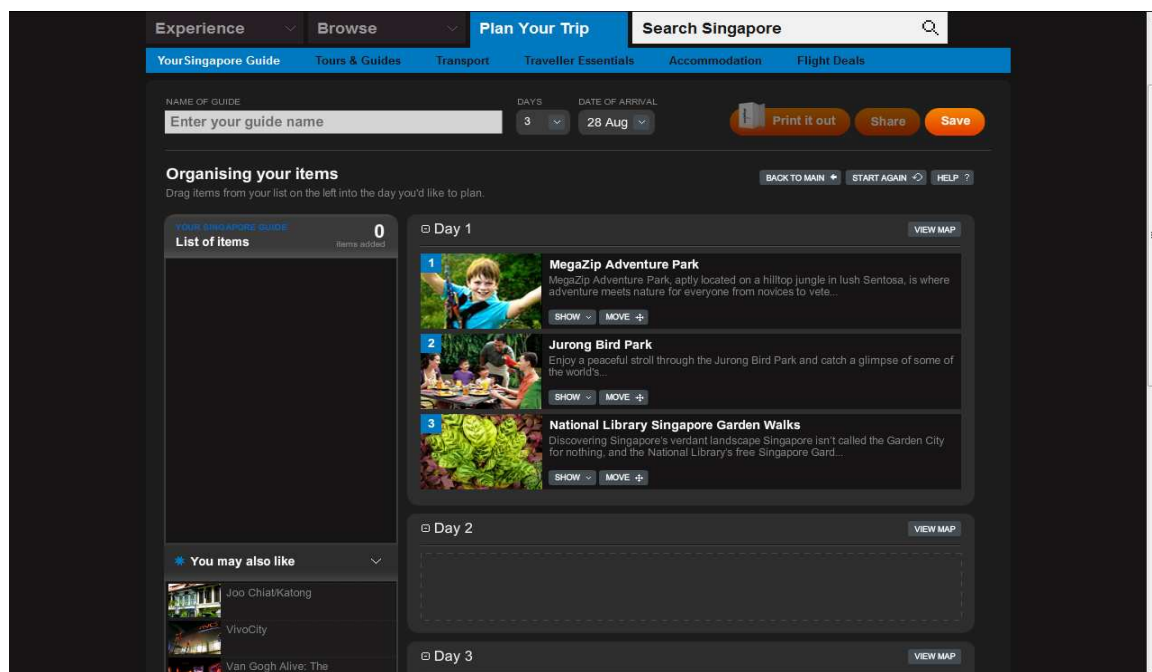 Experience Browse Plan Your Trip Search Singapore
YourSingapore Guide Tours & Guides Transport Traveller Essentials Accommodation Flight Deals
NAME OF GUIDE DAYS DATE OF ARRIVAL
Enter your guide name 3 28 Aug Print it out Share Save
Organising your items
Drag items from your list on the left into the day you'd like to plan.
BACK TO MAIN START AGAIN HELP ?
YOUR SINGAPORE GUIDE
List of items
0
Items added
Day 1 VIEW MAP
1
MegaZip Adventure Park
MegaZip Adventure Park, aptly located on a hilltop jungle in lush Sentosa, is where
adventure meets nature for everyone from novices to vete...
SHOW MOVE
2
Jurong Bird Park
Enjoy a peaceful stroll through the Jurong Bird Park and catch a glimpse of some of
the world's...
SHOW MOVE
3
National Library Singapore Garden Walks
Discovering Singapore's verdant landscape Singapore isn't called the Garden City
for nothing, and the National Library's free Singapore Gard...
SHOW MOVE
Day 2 VIEW MAP
You may also like
Joo Chiat/Katong
VivoCity
Van Gogh Alive: The
Day 3 VIEW MAP